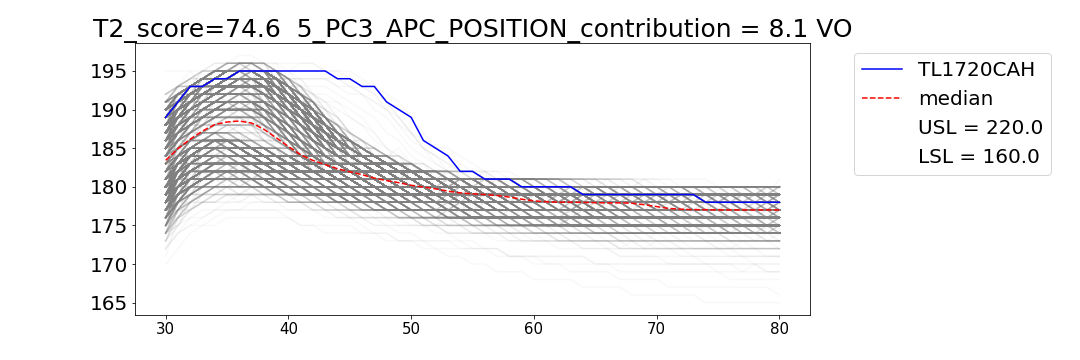 T2_score=74.6 5_PC3_APC_POSITION_contribution = 8.1 VO
195
190
185
180
175
170
165
30 40 50 60 70 80
TL1720CAH
median
USL = 220.0
LSL = 160.0